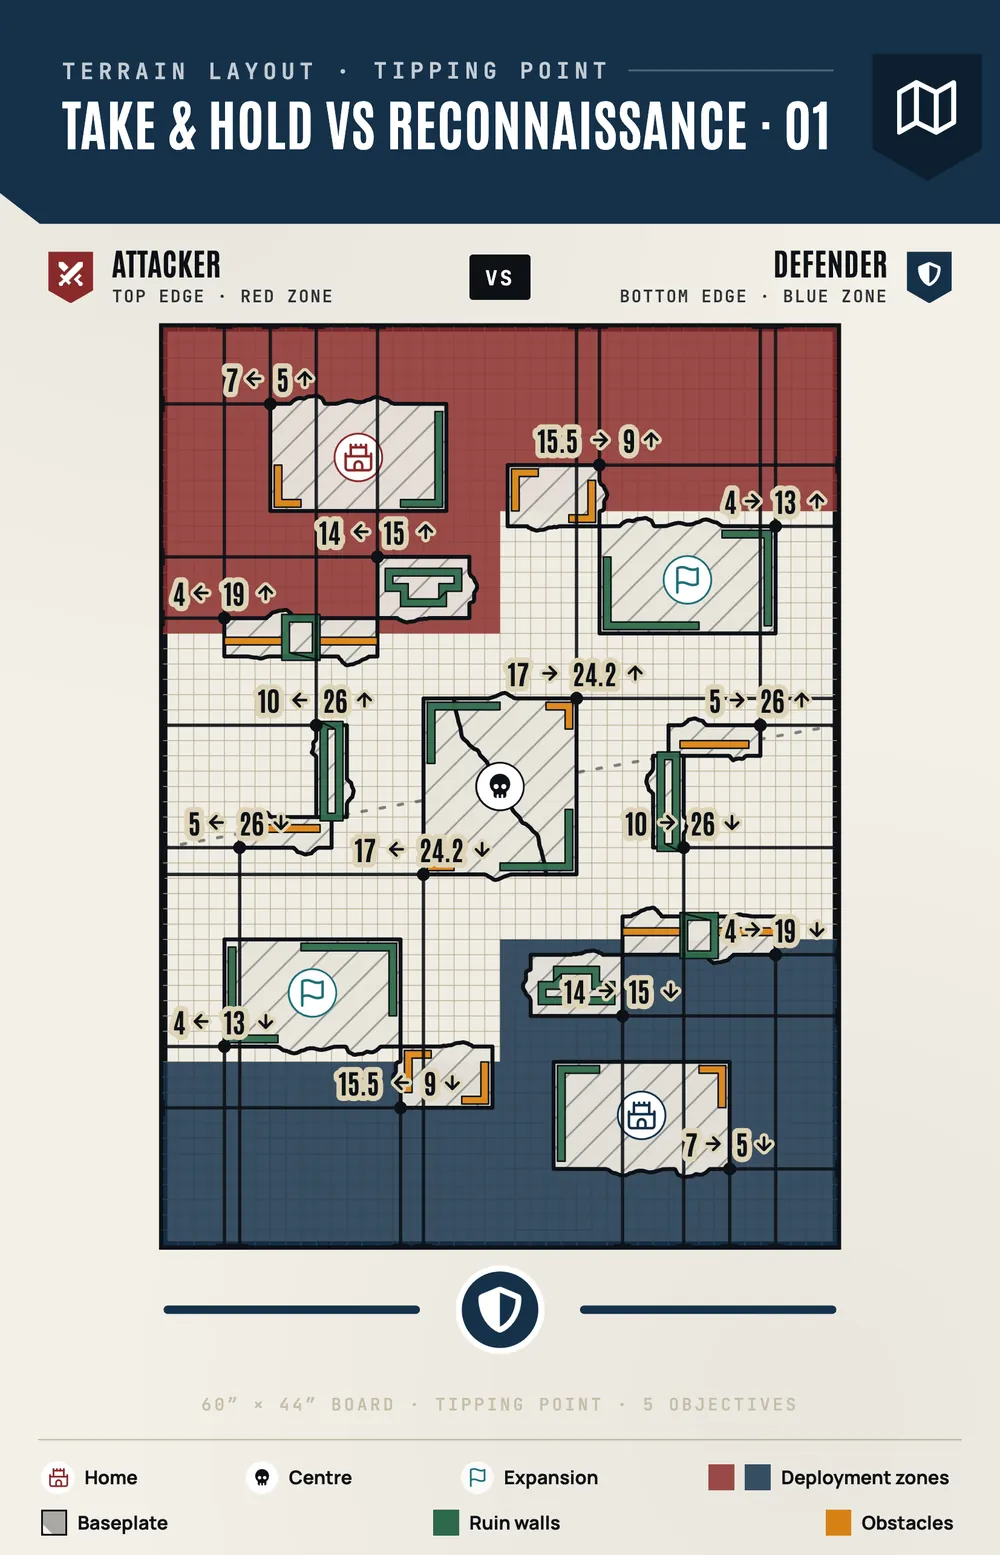 TERRAIN LAYOUT · TIPPING POINT
TAKE & HOLD VS RECONNAISSANCE · 01
ATTACKER
TOP EDGE · RED ZONE
VS
DEFENDER
BOTTOM EDGE · BLUE ZONE
7 ← 5 ↑
15.5 → 9 ↑
4 → 13 ↑
14 ← 15 ↑
4 ← 19 ↑
17 → 24.2 ↑
10 ← 26 ↑
5 → 26 ↑
5 ← 26 ↓
10 → 26 ↓
17 ← 24.2 ↓
4 → 19 ↓
14 → 15 ↓
4 ← 13 ↓
15.5 ← 9 ↓
7 → 5 ↓
60″ × 44″ BOARD · TIPPING POINT · 5 OBJECTIVES
Home
Centre
Expansion
Deployment zones
Baseplate
Ruin walls
Obstacles